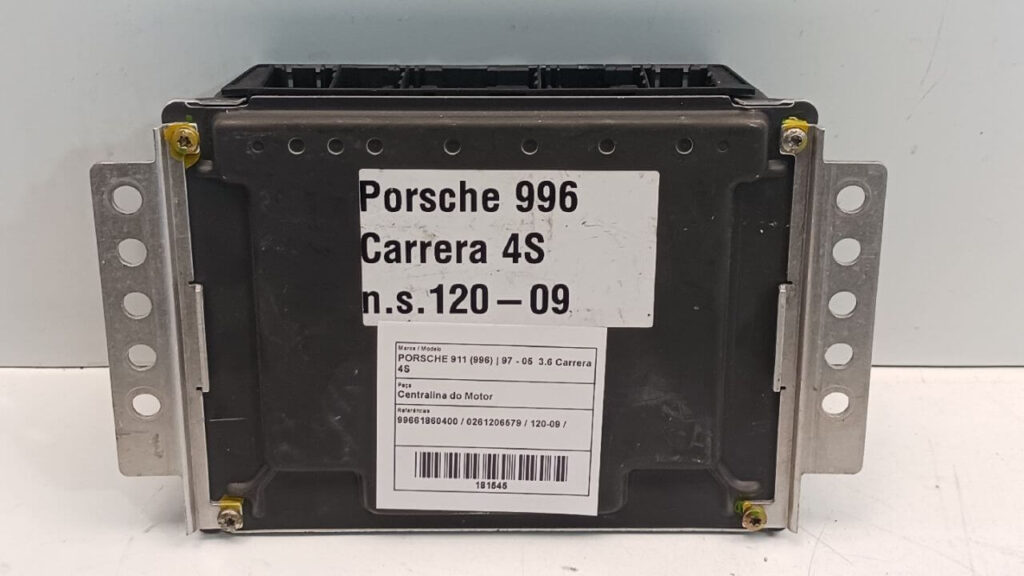 Porsche 996
Carrera 4S
n.s.120–09
Marca / Modelo
PORSCHE 911 (996) | 97 - 05 3.6 Carrera
4S
Peça
Centralina do Motor
Referências
99661860400 / 0261206579 / 120-09 /
181545